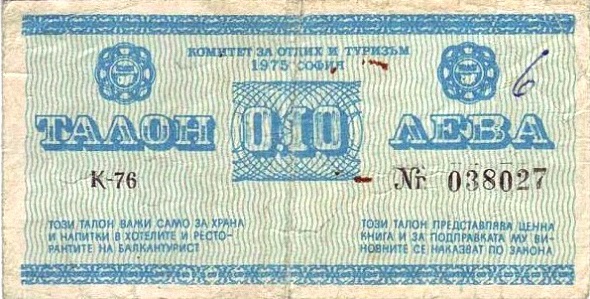 КОМИТЕТ ЗА ОТДИХ И ТУРИЗЪМ
1975 СОФИЯ
6
ТАЛОН 0.10 ЛЕВА
К-76
№ 038027
ТОЗИ ТАЛОН ВАЖИ САМО ЗА ХРАНА
И НАПИТКИ В ХОТЕЛИТЕ И РЕСТО-
РАНТИТЕ НА БАЛКАНТУРИСТ
ТОЗИ ТАЛОН ПРЕДСТАВЛЯВА ЦЕННА
КНИГА И ЗА ПОДПРАВКАТА МУ ВИ-
НОВНИТЕ СЕ НАКАЗВАТ ПО ЗАКОНА